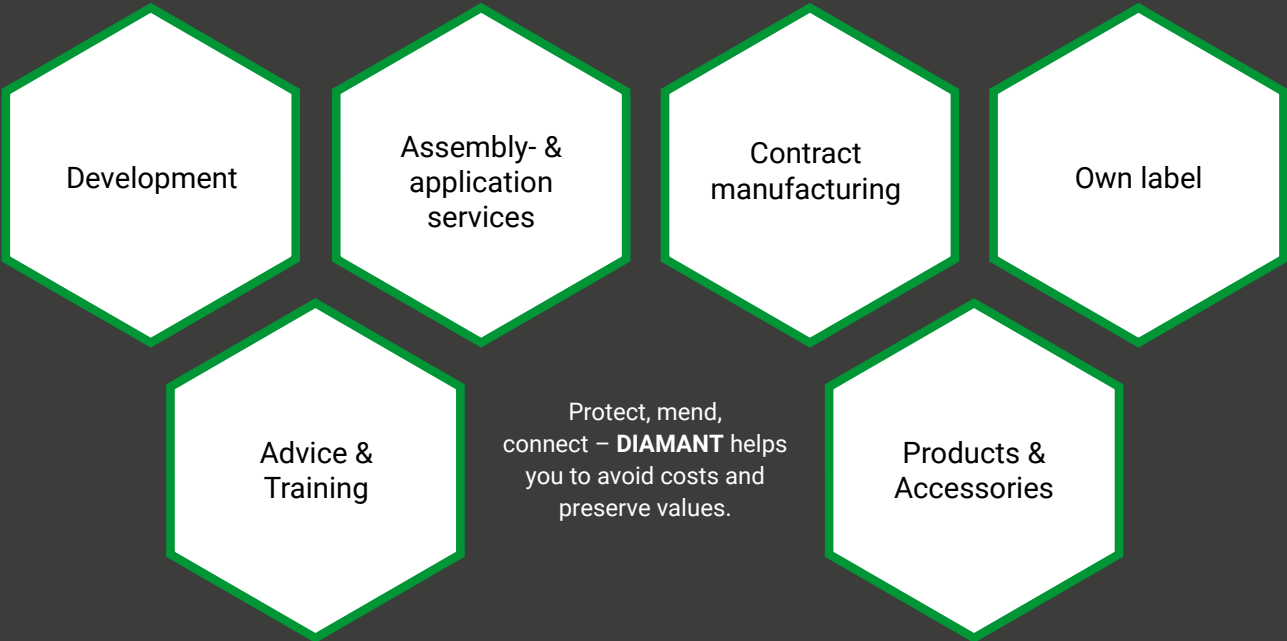 Development
Assembly- &
application
services
Contract
manufacturing
Own label
Advice &
Training
Protect, mend,
connect – DIAMANT helps
you to avoid costs and
preserve values.
Products &
Accessories